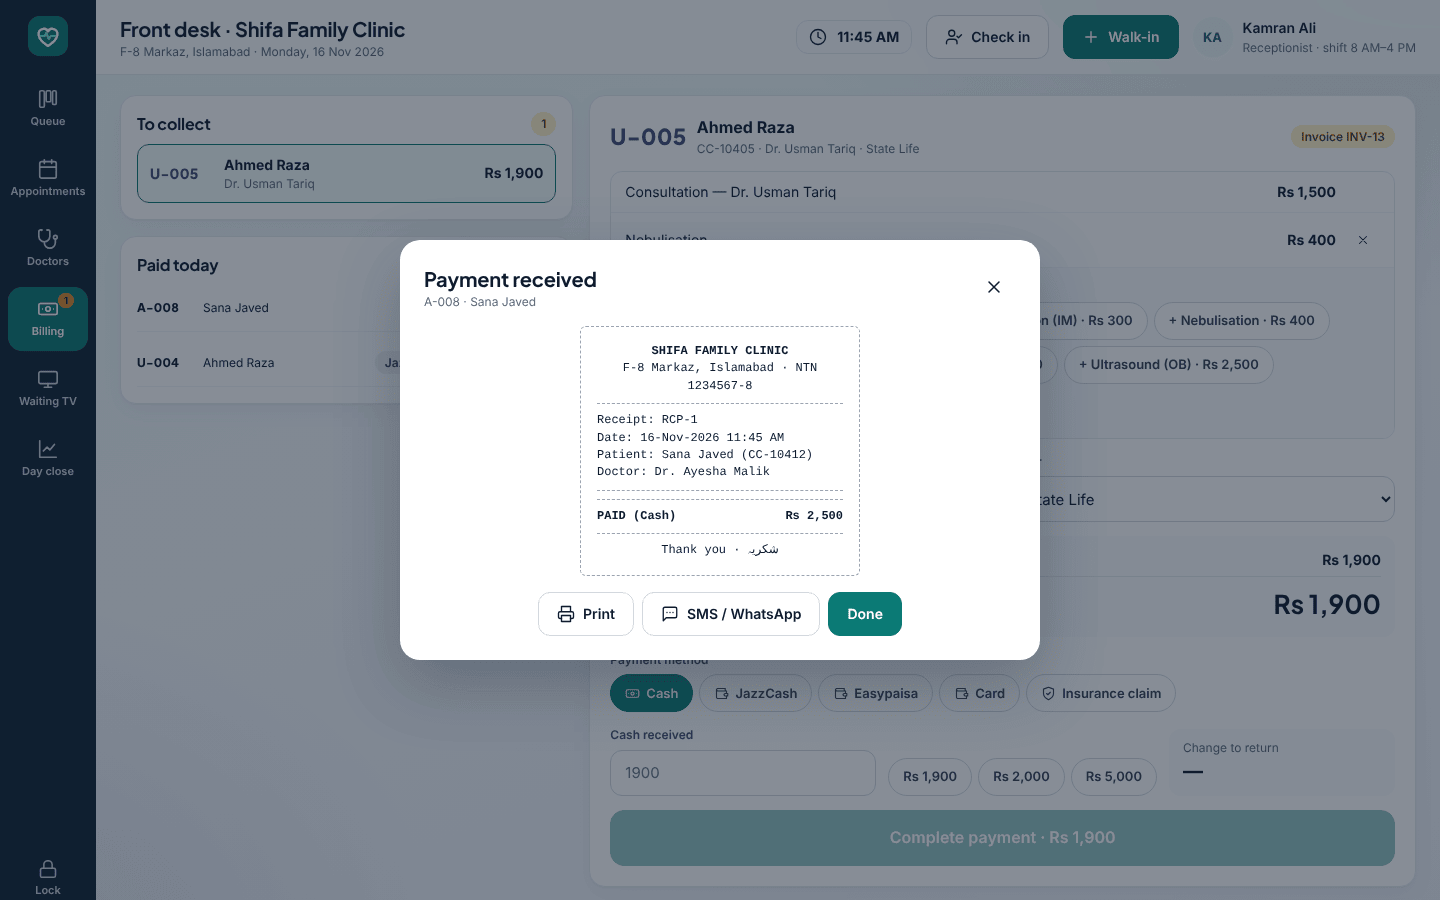 Front desk · Shifa Family Clinic
F-8 Markaz, Islamabad · Monday, 16 Nov 2026
11:45 AM
Check in
Walk-in
KA
Kamran Ali
Receptionist · shift 8 AM–4 PM
Queue
Appointments
Doctors
1
Billing
Waiting TV
Day close
Lock
To collect
1
U-005
Ahmed Raza
Dr. Usman Tariq
Rs 1,900
Paid today
A-008 Sana Javed
U-004 Ahmed Raza
U-005
Ahmed Raza
CC-10405 · Dr. Usman Tariq · State Life
Invoice INV-13
Consultation — Dr. Usman Tariq Rs 1,500
Nebulisation Rs 400
(IM) · Rs 300
+ Nebulisation · Rs 400
+ Ultrasound (OB) · Rs 2,500
Life
Rs 1,900
Rs 1,900
Payment received
A-008 · Sana Javed
SHIFA FAMILY CLINIC
F-8 Markaz, Islamabad · NTN
1234567-8
Receipt: RCP-1
Date: 16-Nov-2026 11:45 AM
Patient: Sana Javed (CC-10412)
Doctor: Dr. Ayesha Malik
PAID (Cash) Rs 2,500
Thank you · شکریہ
Print
SMS / WhatsApp
Done
Payment method
Cash
JazzCash
Easypaisa
Card
Insurance claim
Cash received
1900
Rs 1,900
Rs 2,000
Rs 5,000
Change to return
—
Complete payment · Rs 1,900